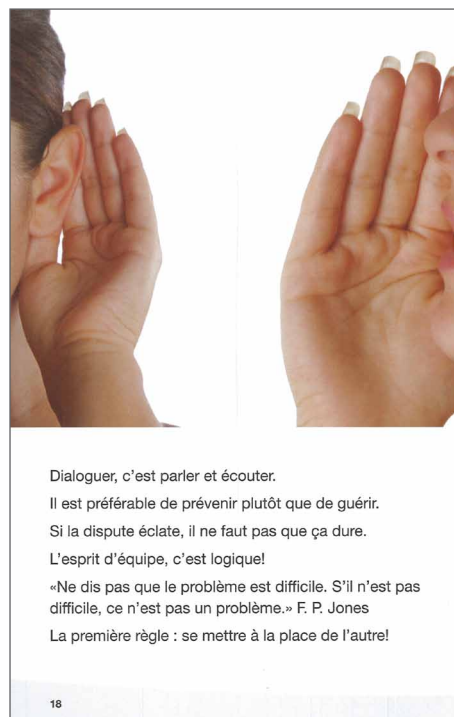 Dialoguer, c'est parler et écouter.
Il est préférable de prévenir plutôt que de guérir.
Si la dispute éclate, il ne faut pas que ça dure.
L'esprit d'équipe, c'est logique!
«Ne dis pas que le problème est difficile. S'il n'est pas
difficile, ce n'est pas un problème.» F. P. Jones
La première règle : se mettre à la place de l'autre!
18